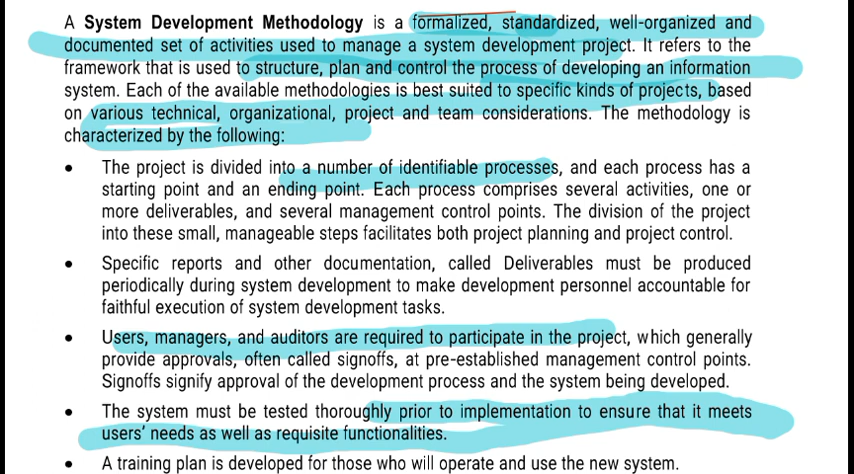 A System Development Methodology is a formalized, standardized, well-organized and
documented set of activities used to manage a system development project. It refers to the
framework that is used to structure, plan and control the process of developing an information
system. Each of the available methodologies is best suited to specific kinds of projects, based
on various technical, organizational, project and team considerations. The methodology is
characterized by the following:
• The project is divided into a number of identifiable processes, and each process has a
starting point and an ending point. Each process comprises several activities, one or
more deliverables, and several management control points. The division of the project
into these small, manageable steps facilitates both project planning and project control.
• Specific reports and other documentation, called Deliverables must be produced
periodically during system development to make development personnel accountable for
faithful execution of system development tasks.
• Users, managers, and auditors are required to participate in the project, which generally
provide approvals, often called signoffs, at pre-established management control points.
Signoffs signify approval of the development process and the system being developed.
• The system must be tested thoroughly prior to implementation to ensure that it meets
users’ needs as well as requisite functionalities.
• A training plan is developed for those who will operate and use the new system.